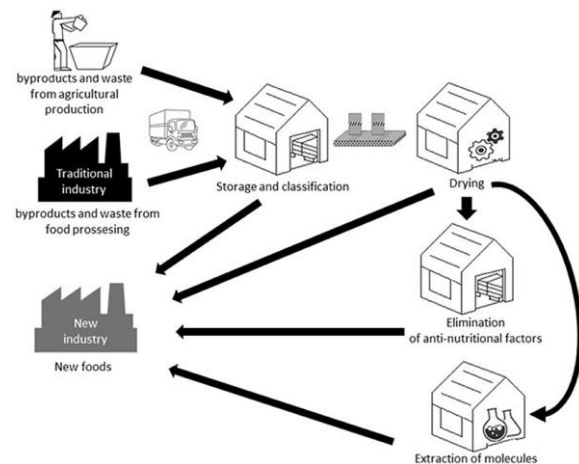 byproducts and waste
from agricultural
production
Traditional
industry
byproducts and waste from
food prossesing
Storage and classification
Drying
Elimination
of anti-nutritional factors
New
industry
New foods
Extraction of molecules